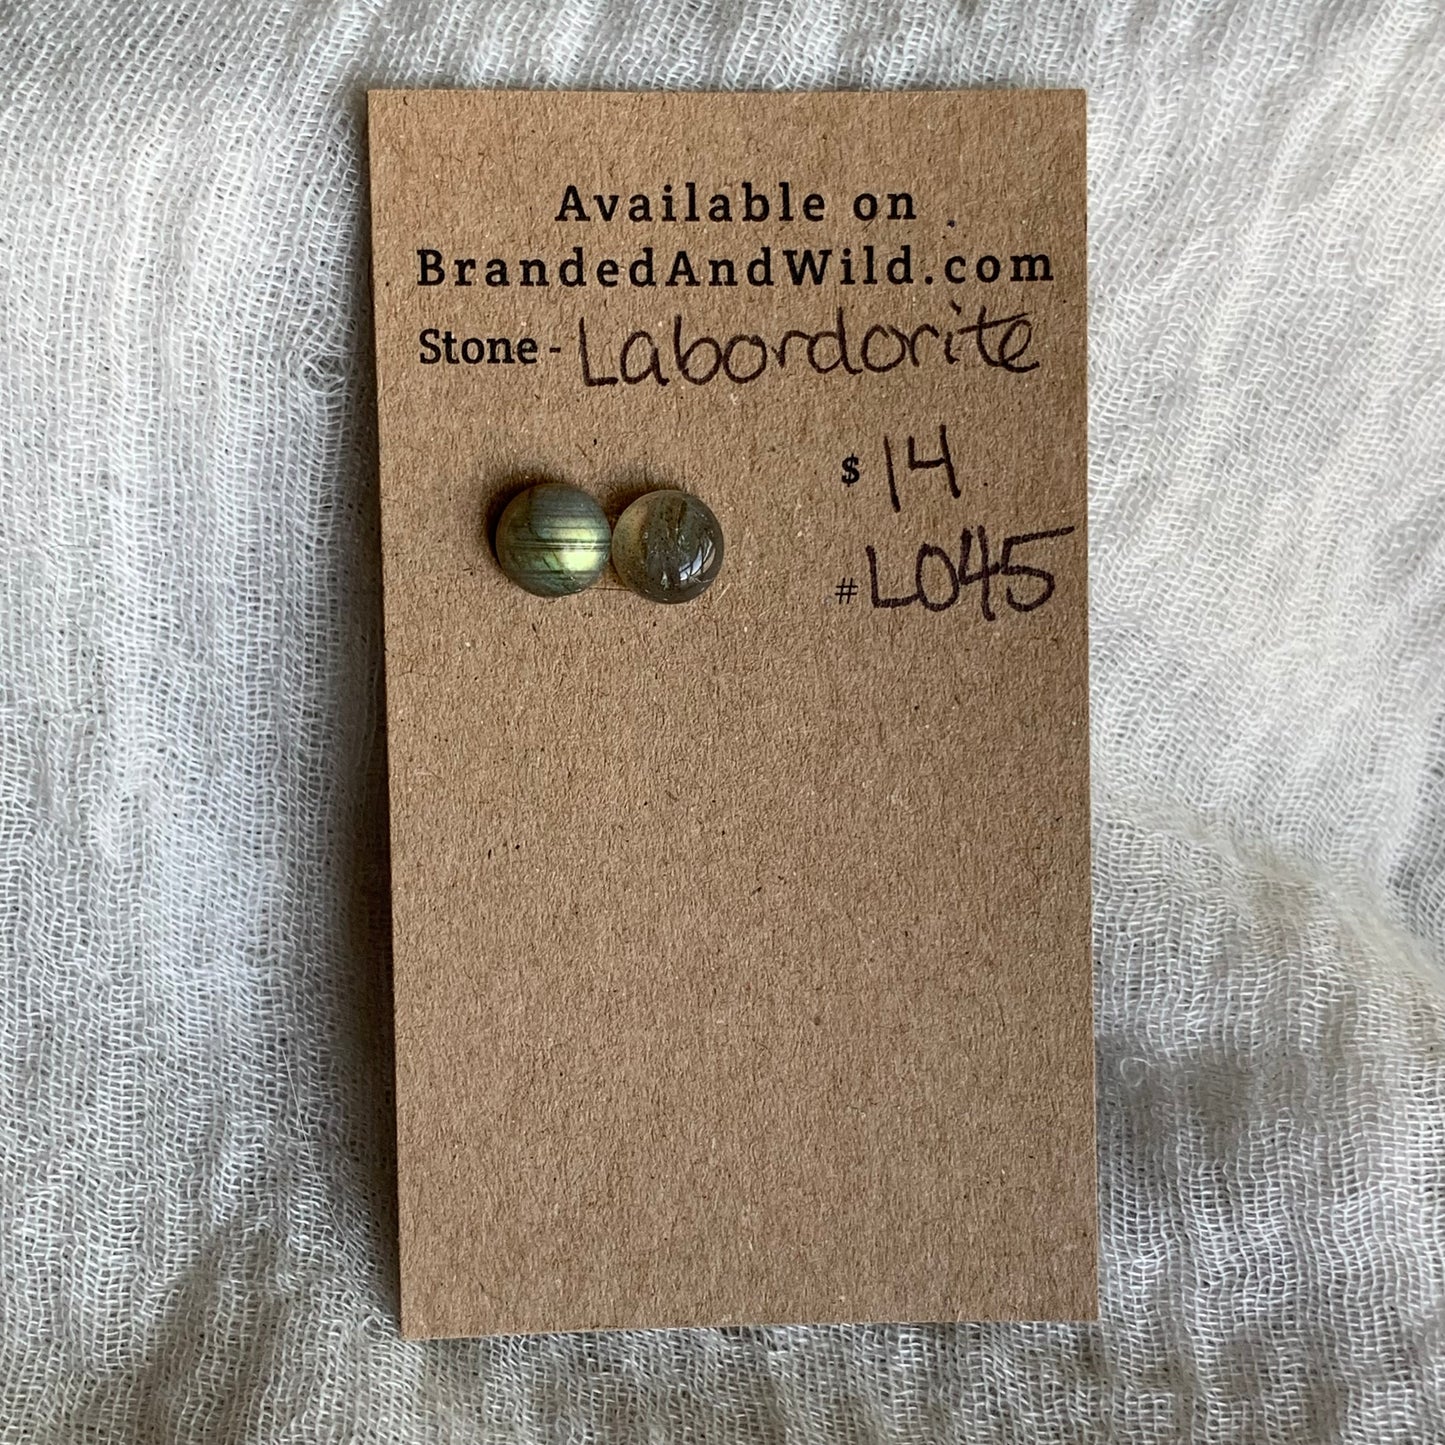 Available on
BrandedAndWild.com
Stone - Labordorite
$ 14
# L045